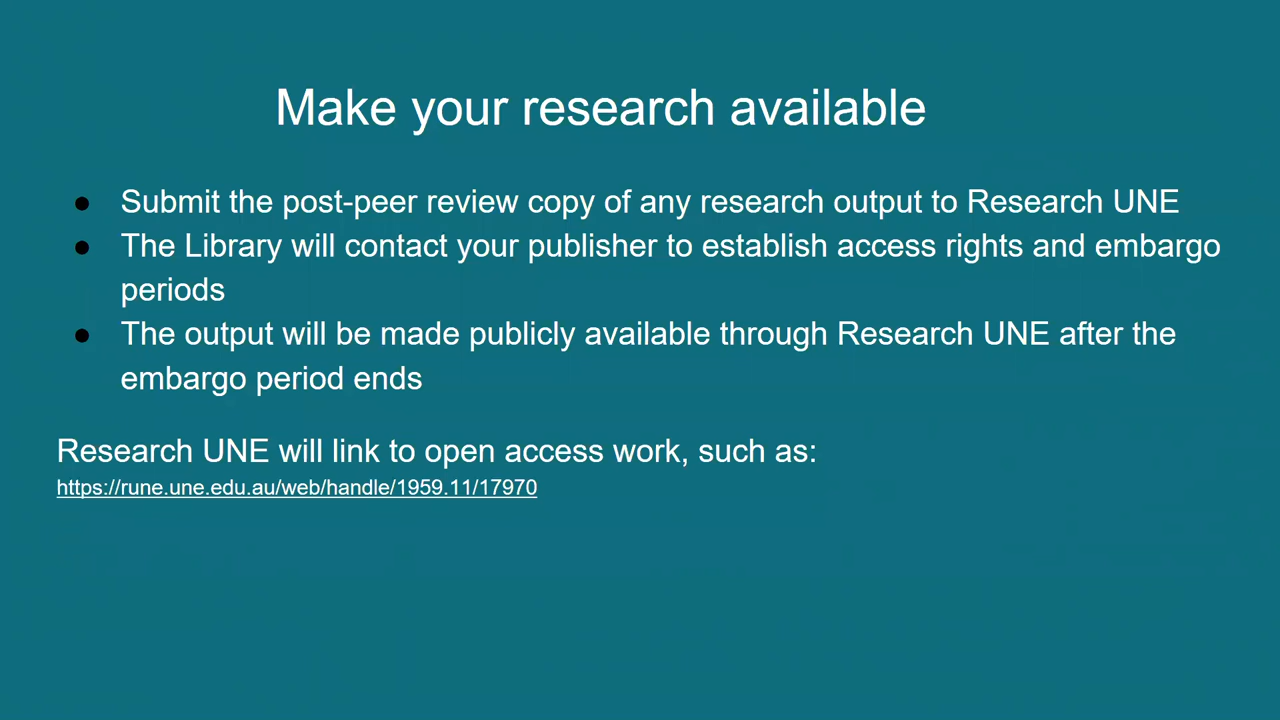 Make your research available
● Submit the post-peer review copy of any research output to Research UNE
● The Library will contact your publisher to establish access rights and embargo
periods
● The output will be made publicly available through Research UNE after the
embargo period ends
Research UNE will link to open access work, such as:
https://rune.une.edu.au/web/handle/1959.11/17970